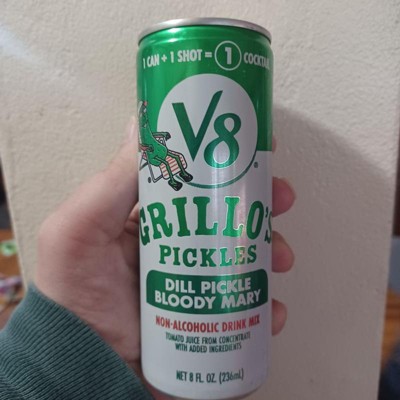 1 CAN + 1 SHOT = 1 COCKTAIL
V8
GRILLO'S
PICKLES
DILL PICKLE
BLOODY MARY
NON-ALCOHOLIC DRINK MIX
TOMATO JUICE FROM CONCENTRATE
WITH ADDED INGREDIENTS
NET 8 FL. OZ. (236mL)